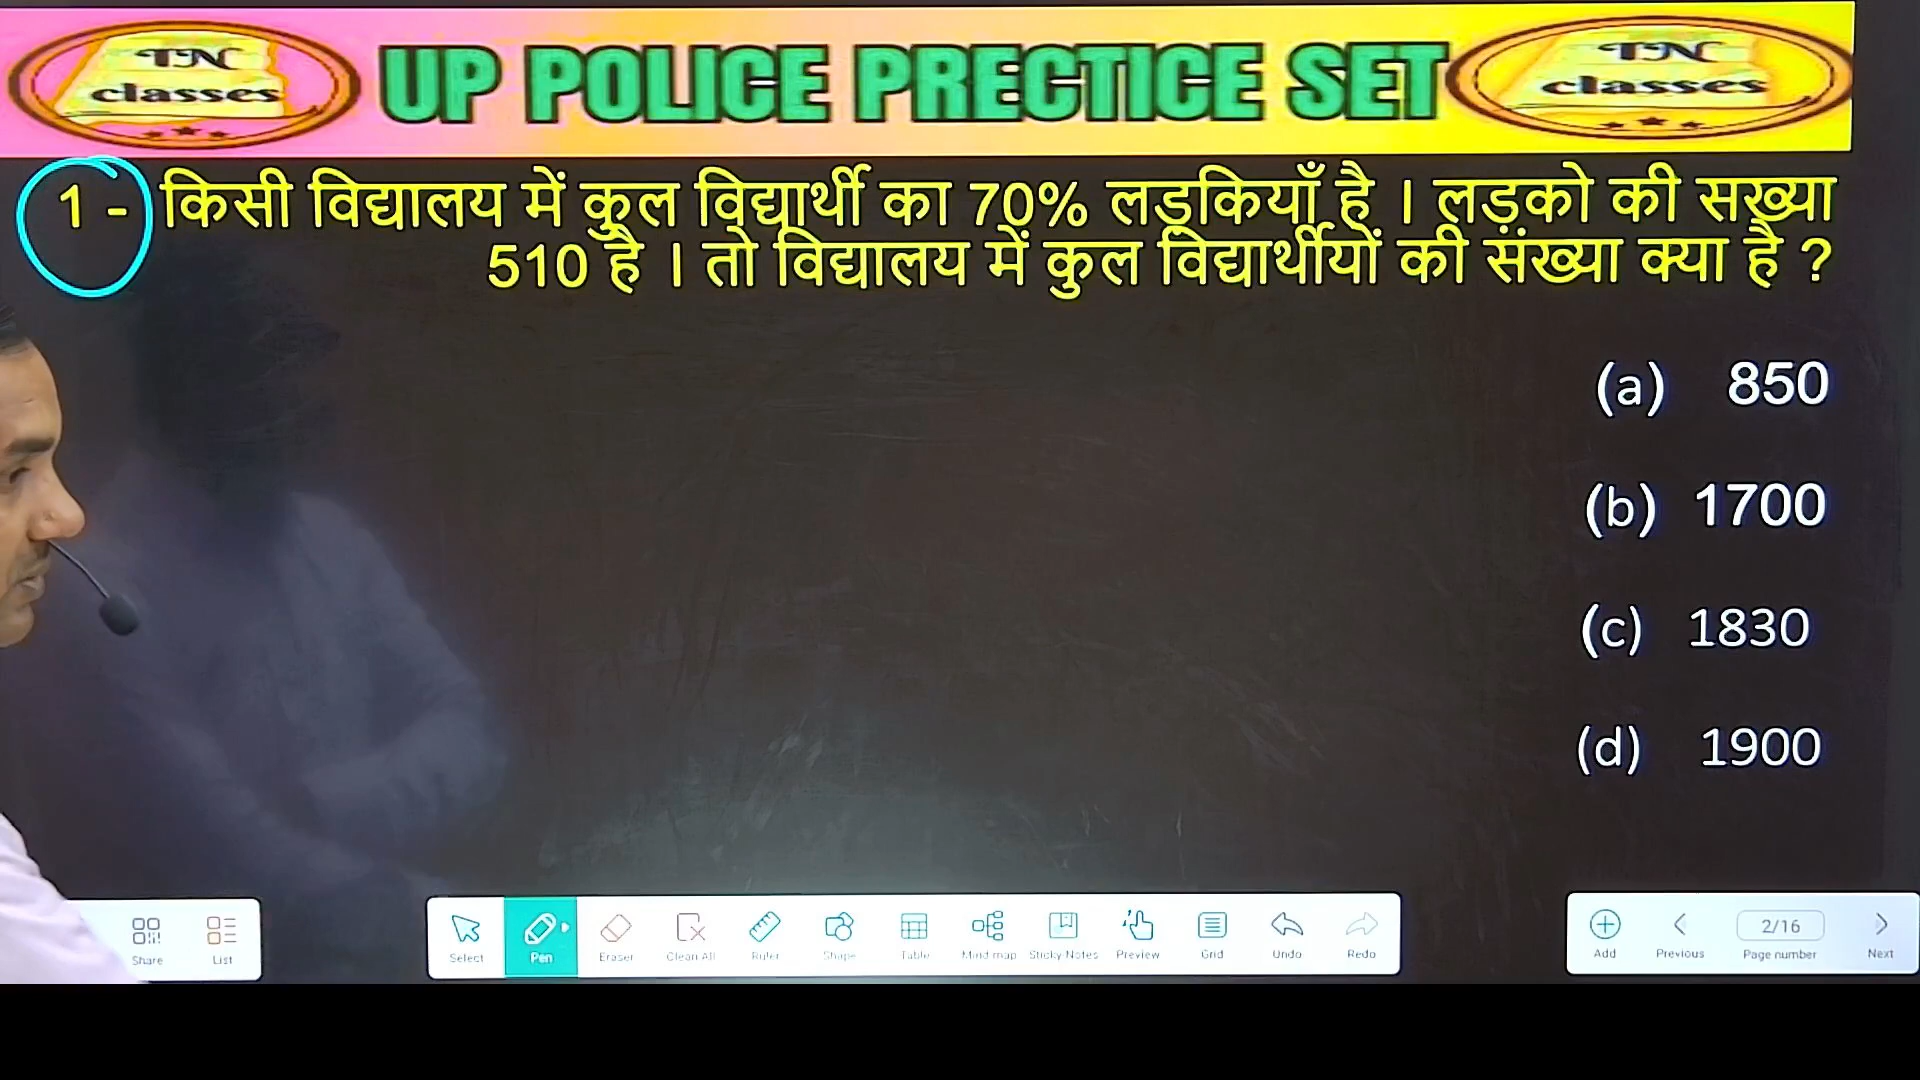 TN
classes
UP POLICE PRECTICE SET
TN
classes
1 - किसी विद्यालय में कुल विद्यार्थी का 70% लड़कियाँ है । लड़को की सख्या
510 है । तो विद्यालय में कुल विद्यार्थीयों की संख्या क्या है ?
(a) 850
(b) 1700
(c) 1830
(d) 1900
Share
List
Select
Pen
Eraser
Clean All
Ruler
Shape
Table
Mind map
Sticky Notes
Preview
Grid
Undo
Redo
Add
Previous
2/16
Page number
Next